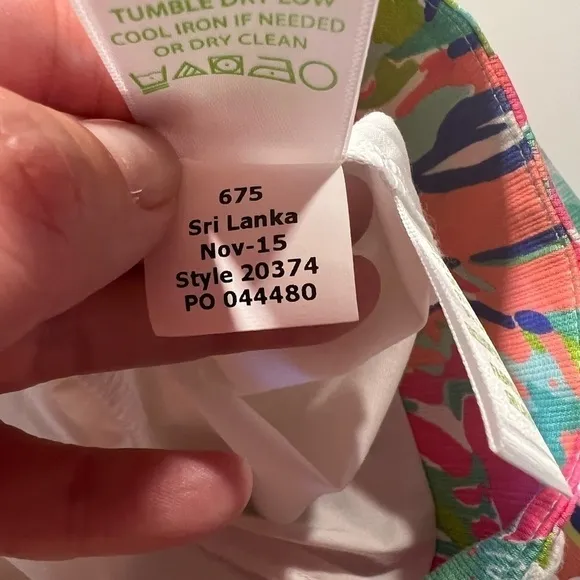 TUMBLE DRY LOW
COOL IRON IF NEEDED
OR DRY CLEAN
675
Sri Lanka
Nov-15
Style 20374
PO 044480